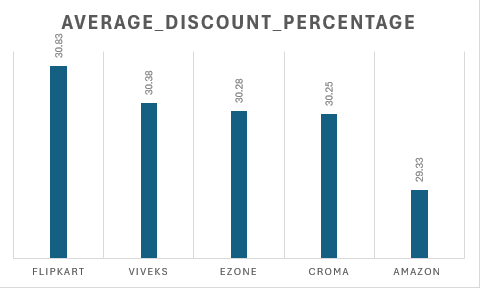 AVERAGE_DISCOUNT_PERCENTAGE
30.83
30.38
30.28
30.25
29.33
FLIPKART VIVEKS EZONE CROMA AMAZON